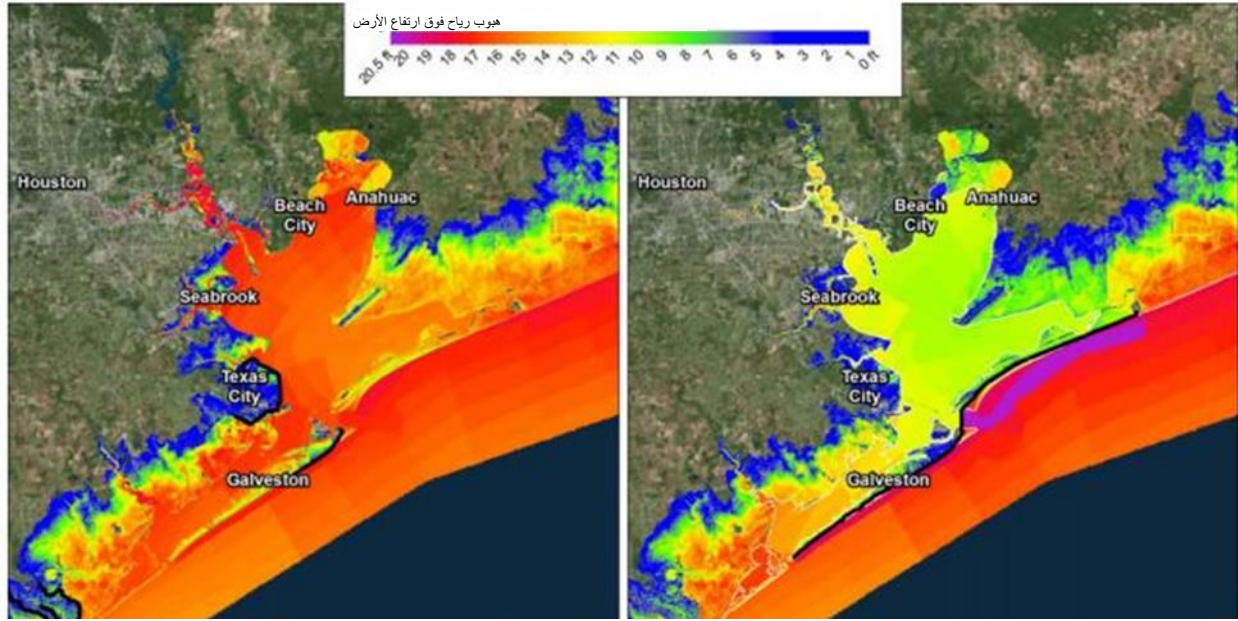 هبوب رياح فوق ارتفاع الأرض
20.5 ft 20 19 18 17 16 15 14 13 12 11 10 9 8 7 6 5 4 3 2 1 0 ft
Houston
Beach
City
Anahuac
Seabrook
Texas
City
Galveston
Houston
Beach
City
Anahuac
Seabrook
Texas
City
Galveston